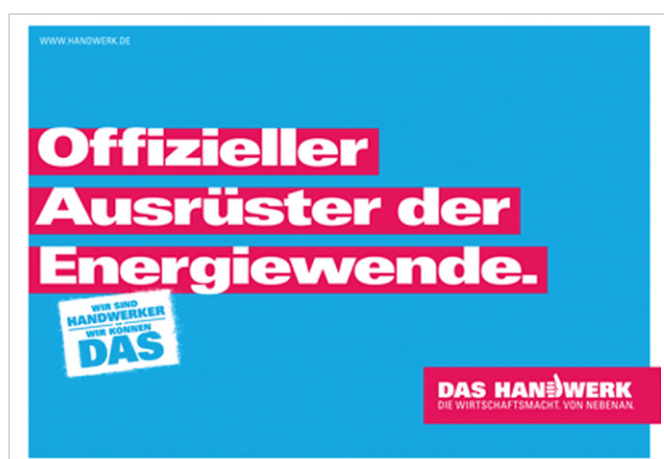 WWW.HANDWERK.DE
Offizieller
Ausrüster der
Energiewende.
WIR SIND
HANDWERKER
WIR KÖNNEN
DAS
DAS HANDWERK
DIE WIRTSCHAFTSMACHT. VON NEBENAN.